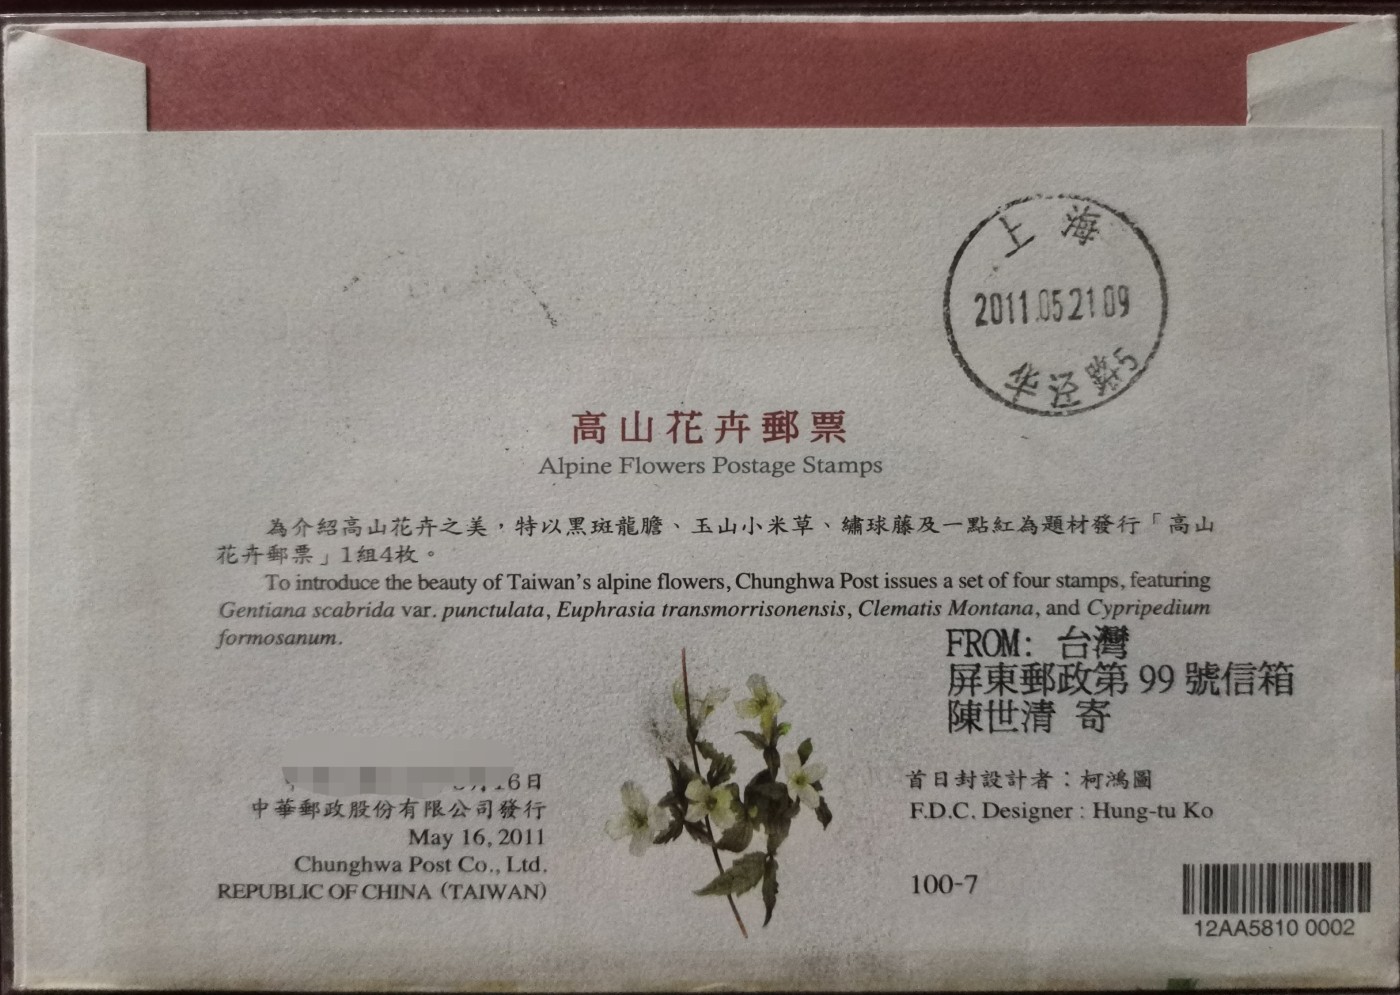 上海
2011.05.21.09
华泾路5
高山花卉郵票
Alpine Flowers Postage Stamps
為介紹高山花卉之美，特以黑斑龍膽、玉山小米草、繡球藤及一點紅為題材發行「高山
花卉郵票」1組4枚。
To introduce the beauty of Taiwan's alpine flowers, Chunghwa Post issues a set of four stamps, featuring
Gentiana scabrida var. punctulata, Euphrasia transmorrisonensis, Clematis Montana, and Cypripedium
formosanum.
FROM: 台灣
屏東郵政第 99 號信箱
陳世清 寄
16日
中華郵政股份有限公司發行
May 16, 2011
Chunghwa Post Co., Ltd.
REPUBLIC OF CHINA (TAIWAN)
首日封設計者：柯鴻圖
F.D.C. Designer : Hung-tu Ko
100-7
12AA5810 0002